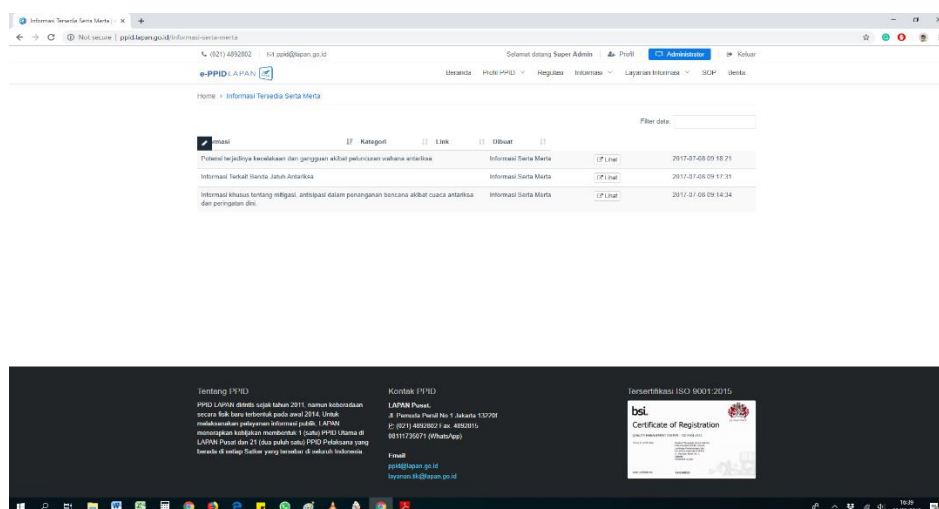 Informasi Tersedia Serta Merta |
Not secure | ppid.lapan.go.id/informasi-serta-merta
(021) 4892802 ppid@lapan.go.id Selamat datang Super Admin Profil Administrator Keluar
e-PPID LAPAN Beranda Profil PPID Regulasi Informasi Layanan Informasi SOP Berita
Home > Informasi Tersedia Serta Merta
Filter data:
ormasi Kategori Link Dibuat
Potensi terjadinya kecelakaan dan gangguan akibat peluncuran wahana antariksa Informasi Serta Merta Lihat 2017-07-08 09:18:21
Informasi Terkait Benda Jatuh Antariksa Informasi Serta Merta Lihat 2017-07-08 09:17:31
Informasi khusus tentang mitigasi, antisipasi dalam penanganan bencana akibat cuaca antariksa Informasi Serta Merta Lihat 2017-07-08 09:14:34
dan peringatan dini.
Tentang PPID
PPID LAPAN dirintis sejak tahun 2011, namun keberadaan
secara fisik baru terbentuk pada awal 2014. Untuk
melaksanakan pelayanan informasi publik, LAPAN
menerapkan kebijakan membentuk 1 (satu) PPID Utama di
LAPAN Pusat dan 21 (dua puluh satu) PPID Pelaksana yang
berada di setiap Satker yang tersebar di seluruh Indonesia.
Kontak PPID
LAPAN Pusat.
Jl. Pemuda Persil No 1 Jakarta 13220
P: (021) 4892802 Fax. 4892815
08111735071 (WhatsApp)
Email
ppid@lapan.go.id
layanan.tik@lapan.go.id
Tersertifikasi ISO 9001:2015
bsi.
Certificate of Registration
16:39